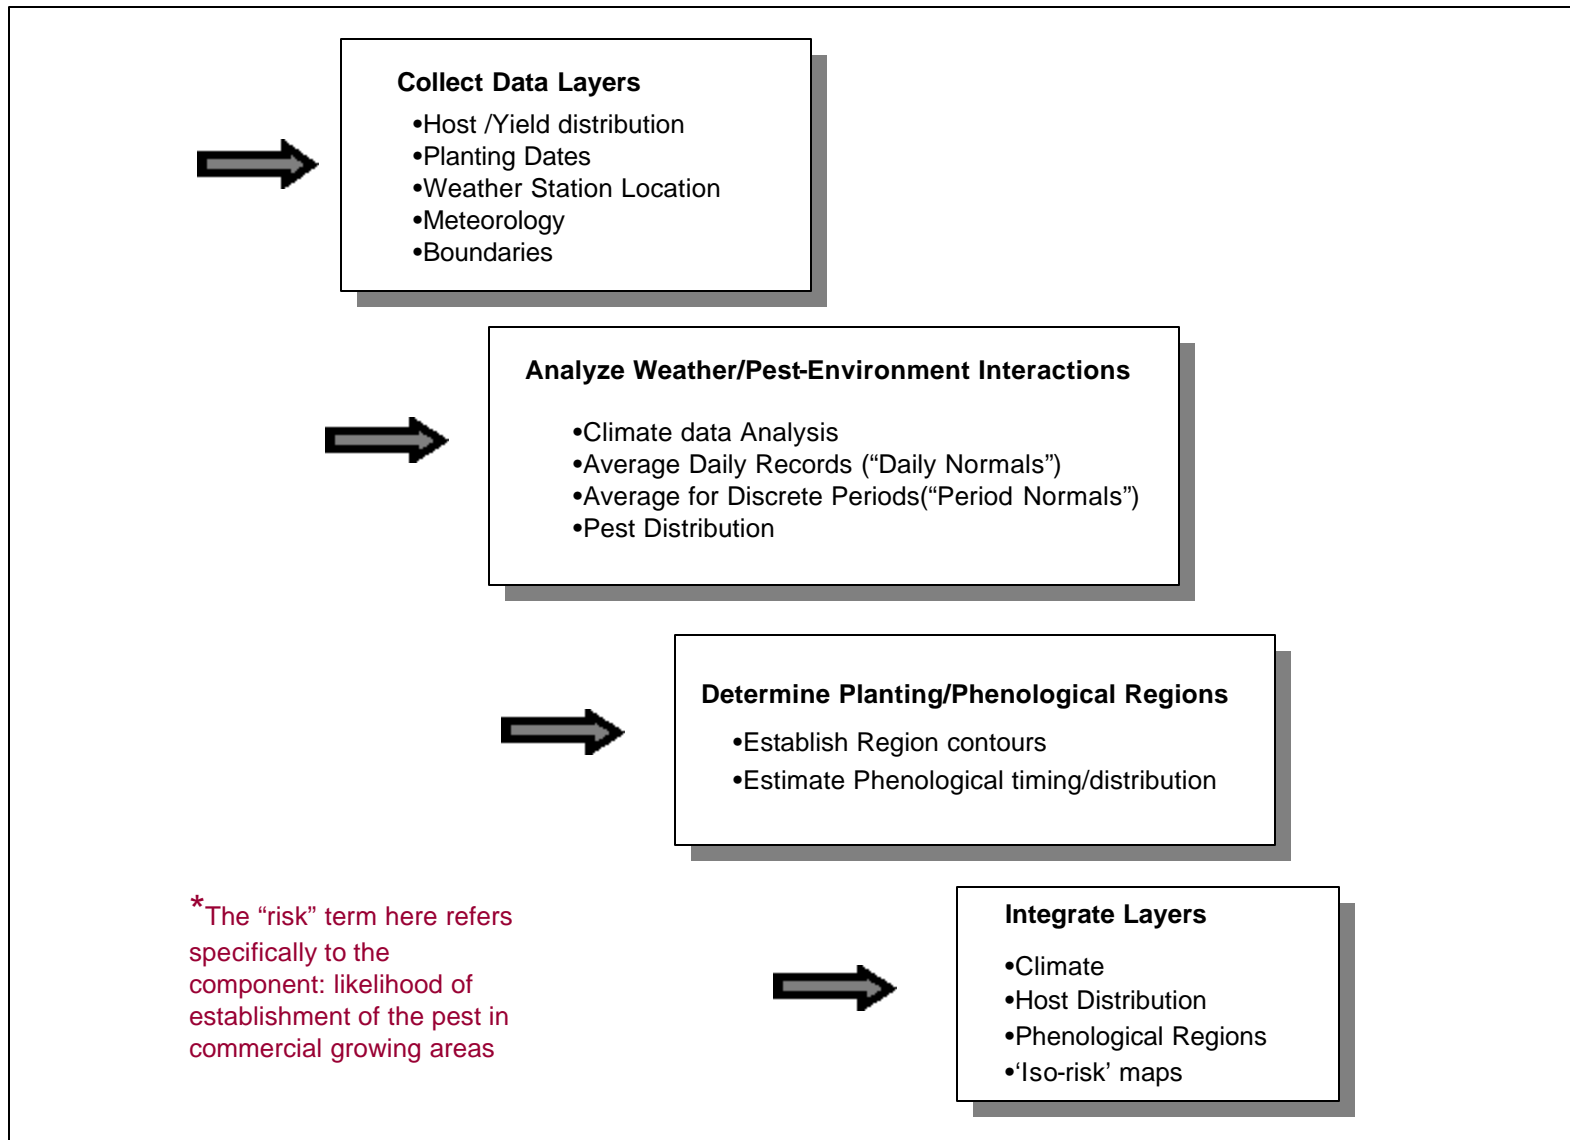 Collect Data Layers
•Host /Yield distribution
•Planting Dates
•Weather Station Location
•Meteorology
•Boundaries
Analyze Weather/Pest-Environment Interactions
•Climate data Analysis
•Average Daily Records (“Daily Normals”)
•Average for Discrete Periods(“Period Normals”)
•Pest Distribution
Determine Planting/Phenological Regions
•Establish Region contours
•Estimate Phenological timing/distribution
*The “risk” term here refers
specifically to the
component: likelihood of
establishment of the pest in
commercial growing areas
Integrate Layers
•Climate
•Host Distribution
•Phenological Regions
•‘Iso-risk’ maps